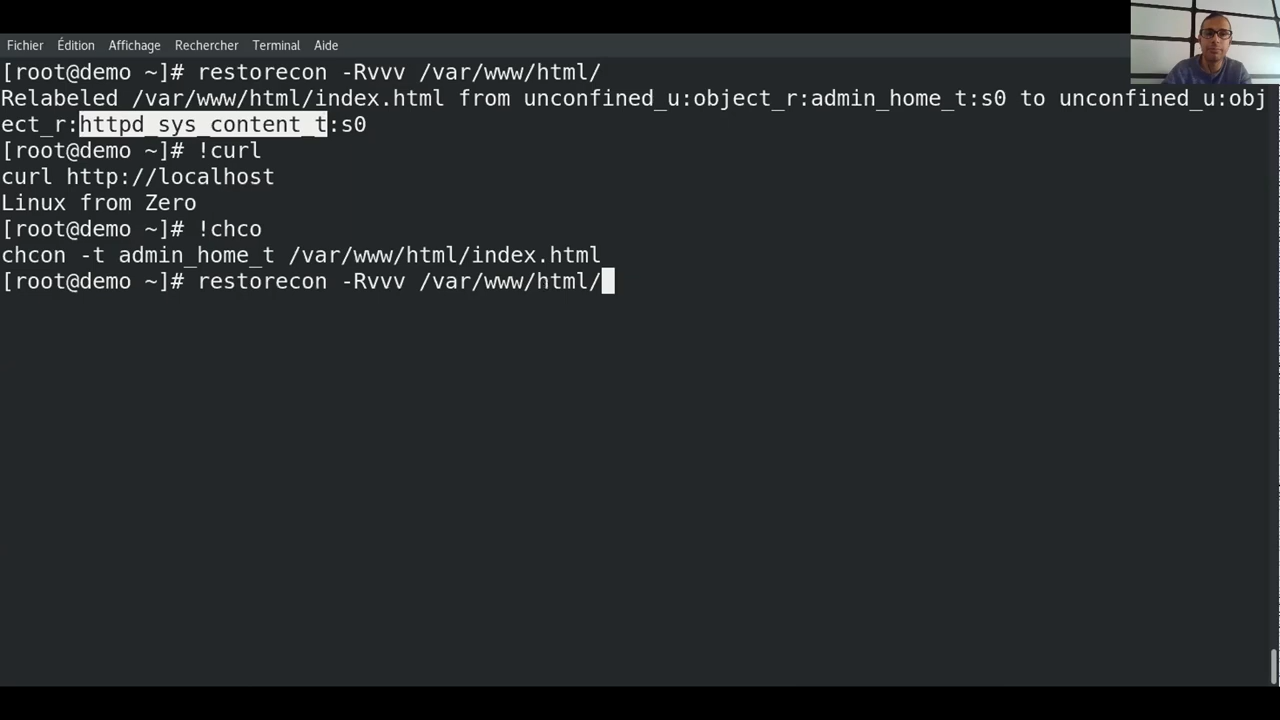 Fichier Édition Affichage Rechercher Terminal Aide
[root@demo ~]# restorecon -Rvvv /var/www/html/
Relabeled /var/www/html/index.html from unconfined_u:object_r:admin_home_t:s0 to unconfined_u:obj
ect_r:httpd_sys_content_t:s0
[root@demo ~]# !curl
curl http://localhost
Linux from Zero
[root@demo ~]# !chco
chcon -t admin_home_t /var/www/html/index.html
[root@demo ~]# restorecon -Rvvv /var/www/html/